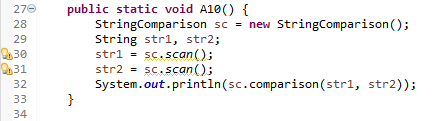 27 public static void A10() {
28 StringComparison sc = new StringComparison();
29 String str1, str2;
30 str1 = sc.scan();
31 str2 = sc.scan();
32 System.out.println(sc.comparison(str1, str2));
33 }
34